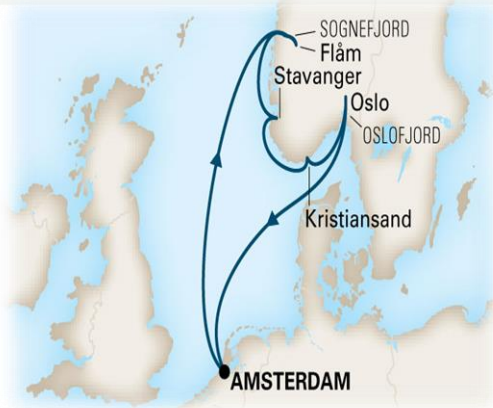 SOGNEFJORD
Flåm
Stavanger
Oslo
OSLOFJORD
Kristiansand
AMSTERDAM